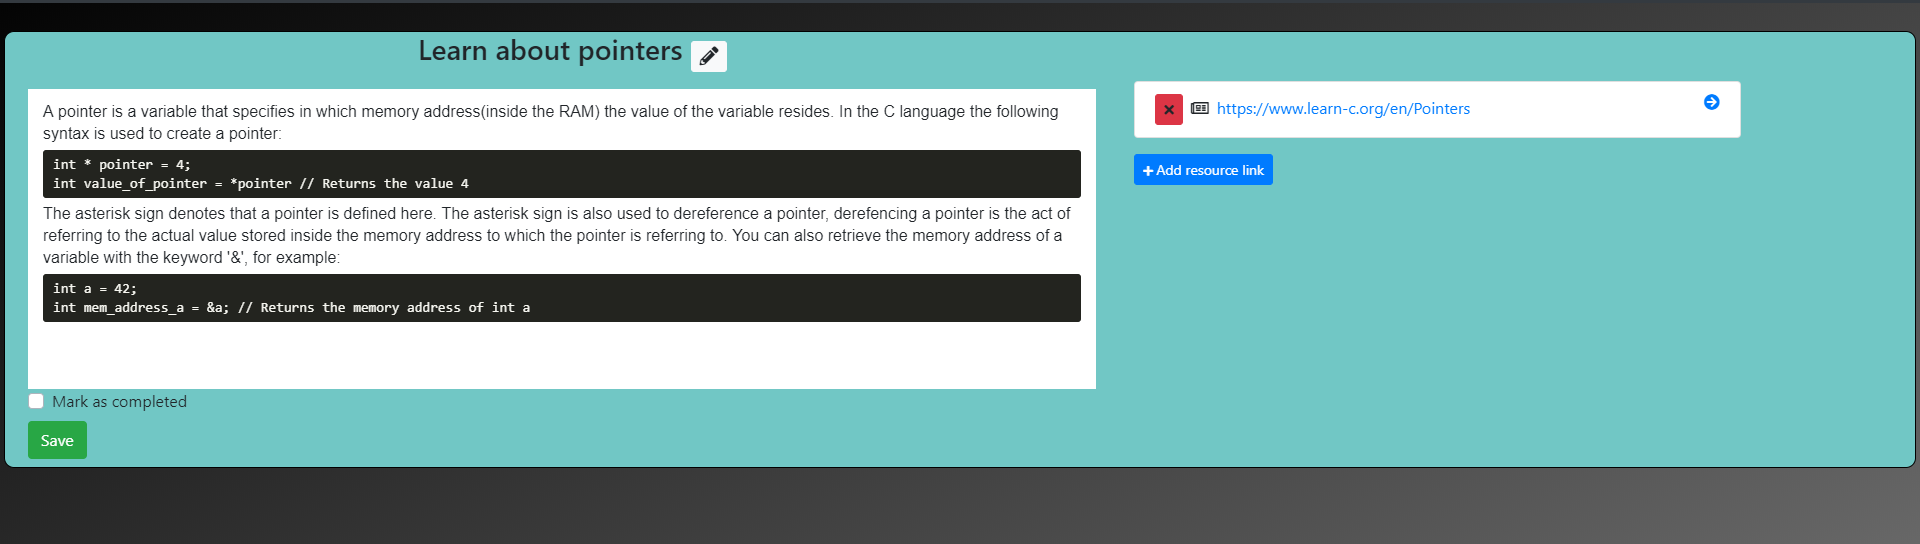 Learn about pointers
A pointer is a variable that specifies in which memory address(inside the RAM) the value of the variable resides. In the C language the following
syntax is used to create a pointer:
int * pointer = 4;
int value_of_pointer = *pointer // Returns the value 4
The asterisk sign denotes that a pointer is defined here. The asterisk sign is also used to dereference a pointer, derefencing a pointer is the act of
referring to the actual value stored inside the memory address to which the pointer is referring to. You can also retrieve the memory address of a
variable with the keyword '&', for example:
int a = 42;
int mem_address_a = &a; // Returns the memory address of int a
Mark as completed
Save
https://www.learn-c.org/en/Pointers
+ Add resource link